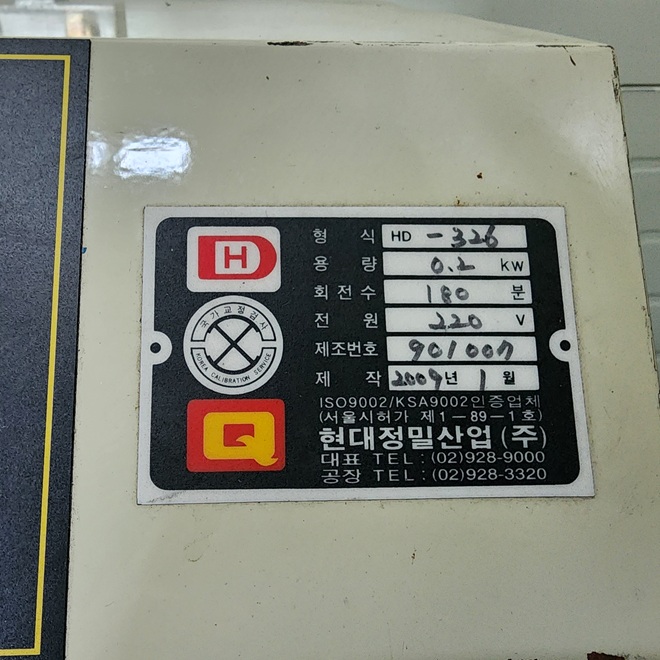 HD
국가교정검사
KOREA CALIBRATION SERVICE
Q
형 식 HD -326
용 량 0.2 KW
회 전 수 180 분
전 원 220 V
제조번호 901007
제 작 2009년 1월
ISO9002/KSA9002인증업체
(서울시허가 제1-89-1호)
현대정밀산업(주)
대표 TEL : (02)928-9000
공장 TEL : (02)928-3320